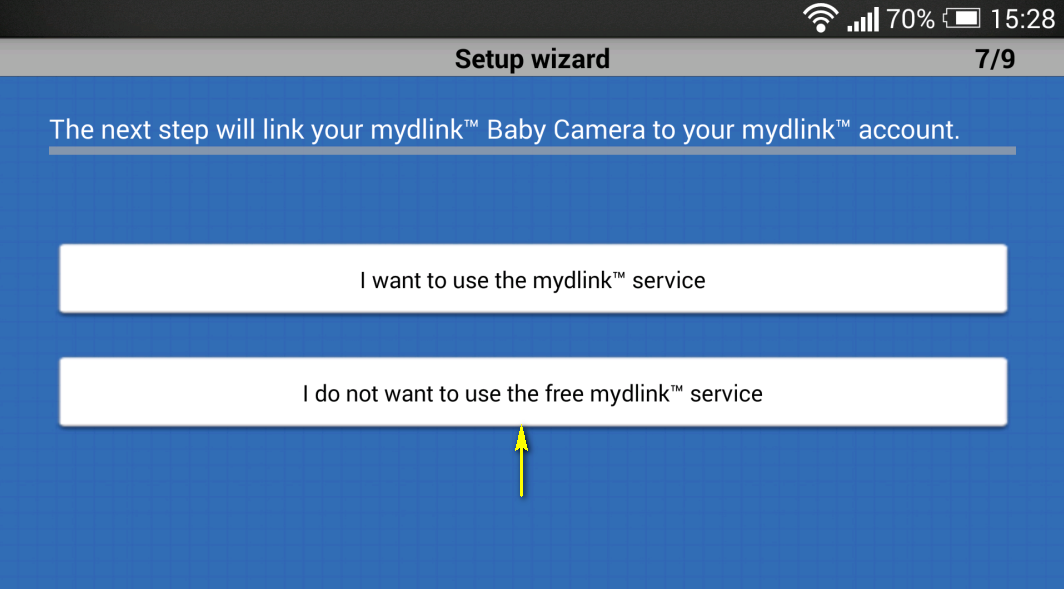 70% 15:28
Setup wizard 7/9
The next step will link your mydlink™ Baby Camera to your mydlink™ account.
I want to use the mydlink™ service
I do not want to use the free mydlink™ service